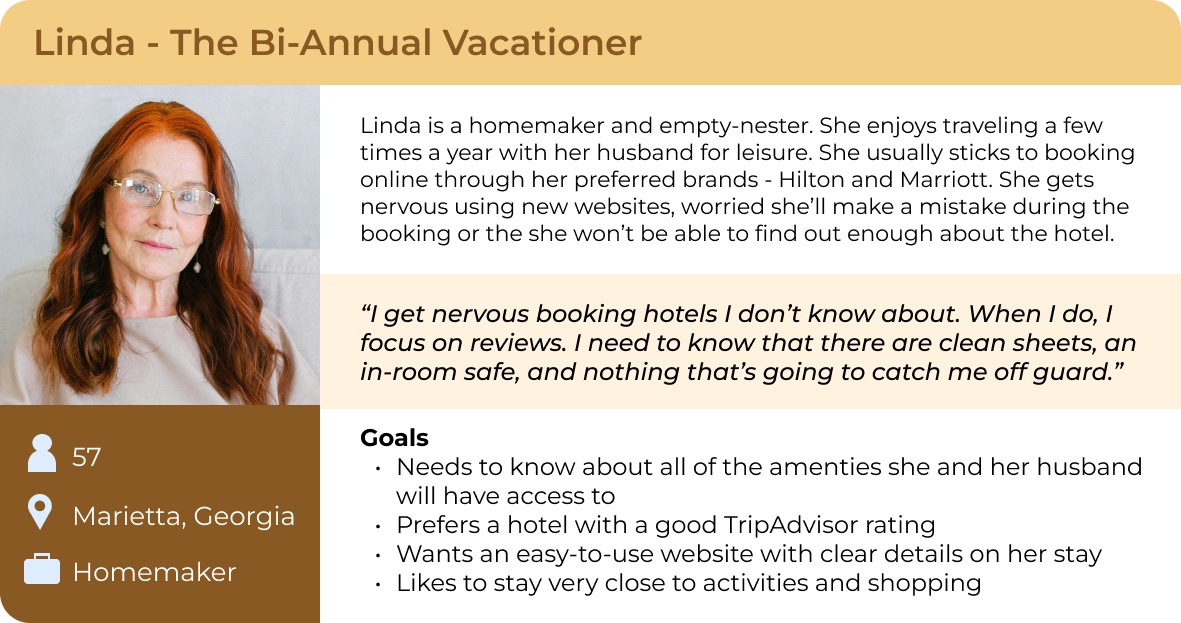 Linda - The Bi-Annual Vacationer
Linda is a homemaker and empty-nester. She enjoys traveling a few
times a year with her husband for leisure. She usually sticks to booking
online through her preferred brands - Hilton and Marriott. She gets
nervous using new websites, worried she’ll make a mistake during the
booking or the she won’t be able to find out enough about the hotel.
“I get nervous booking hotels I don’t know about. When I do, I
focus on reviews. I need to know that there are clean sheets, an
in-room safe, and nothing that’s going to catch me off guard.”
57
Marietta, Georgia
Homemaker
Goals
• Needs to know about all of the amenties she and her husband
will have access to
• Prefers a hotel with a good TripAdvisor rating
• Wants an easy-to-use website with clear details on her stay
• Likes to stay very close to activities and shopping